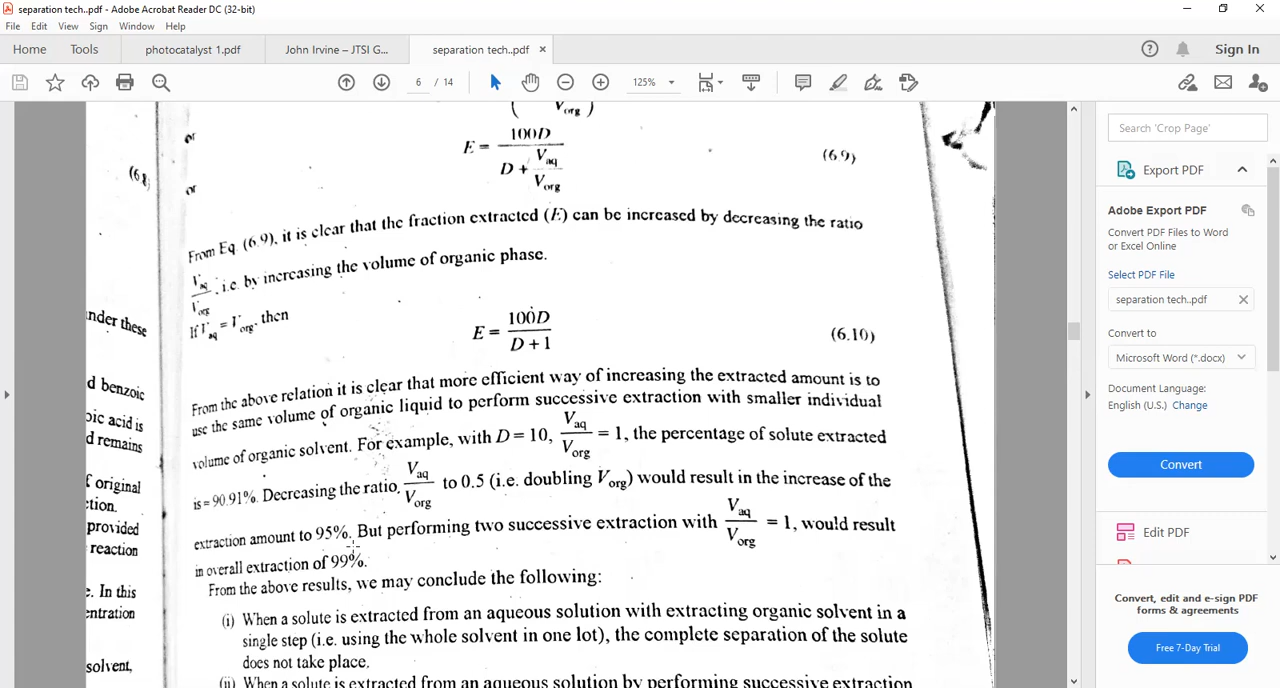 separation tech..pdf - Adobe Acrobat Reader DC (32-bit)
File Edit View Sign Window Help
Home Tools photocatalyst 1.pdf John Irvine – JTSI G... separation tech..pdf × Sign In
6 / 14 125%
( V_org )
or
E = 100D / (D + V_aq / V_org) (6.9)
(6.8
or
From Eq (6.9), it is clear that the fraction extracted (E) can be increased by decreasing the ratio
V_aq / V_org, i.e. by increasing the volume of organic phase.
If V_aq = V_org, then
E = 100D / (D + 1) (6.10)
From the above relation it is clear that more efficient way of increasing the extracted amount is to
use the same volume of organic liquid to perform successive extraction with smaller individual
volume of organic solvent. For example, with D = 10, V_aq / V_org = 1, the percentage of solute extracted
is = 90.91%. Decreasing the ratio, V_aq / V_org to 0.5 (i.e. doubling V_org) would result in the increase of the
extraction amount to 95%. But performing two successive extraction with V_aq / V_org = 1, would result
in overall extraction of 99%.
From the above results, we may conclude the following:
(i) When a solute is extracted from an aqueous solution with extracting organic solvent in a
single step (i.e. using the whole solvent in one lot), the complete separation of the solute
does not take place.
(ii) When a solute is extracted from an aqueous solution by performing successive extraction
nder these
d benzoic
oic acid is
d remains
f original
ction.
provided
reaction
e. In this
entration
solvent,
Search 'Crop Page'
Export PDF
Adobe Export PDF
Convert PDF Files to Word
or Excel Online
Select PDF File
separation tech..pdf
Convert to
Microsoft Word (*.docx)
Document Language:
English (U.S.) Change
Convert
Edit PDF
Convert, edit and e-sign PDF
forms & agreements
Free 7-Day Trial